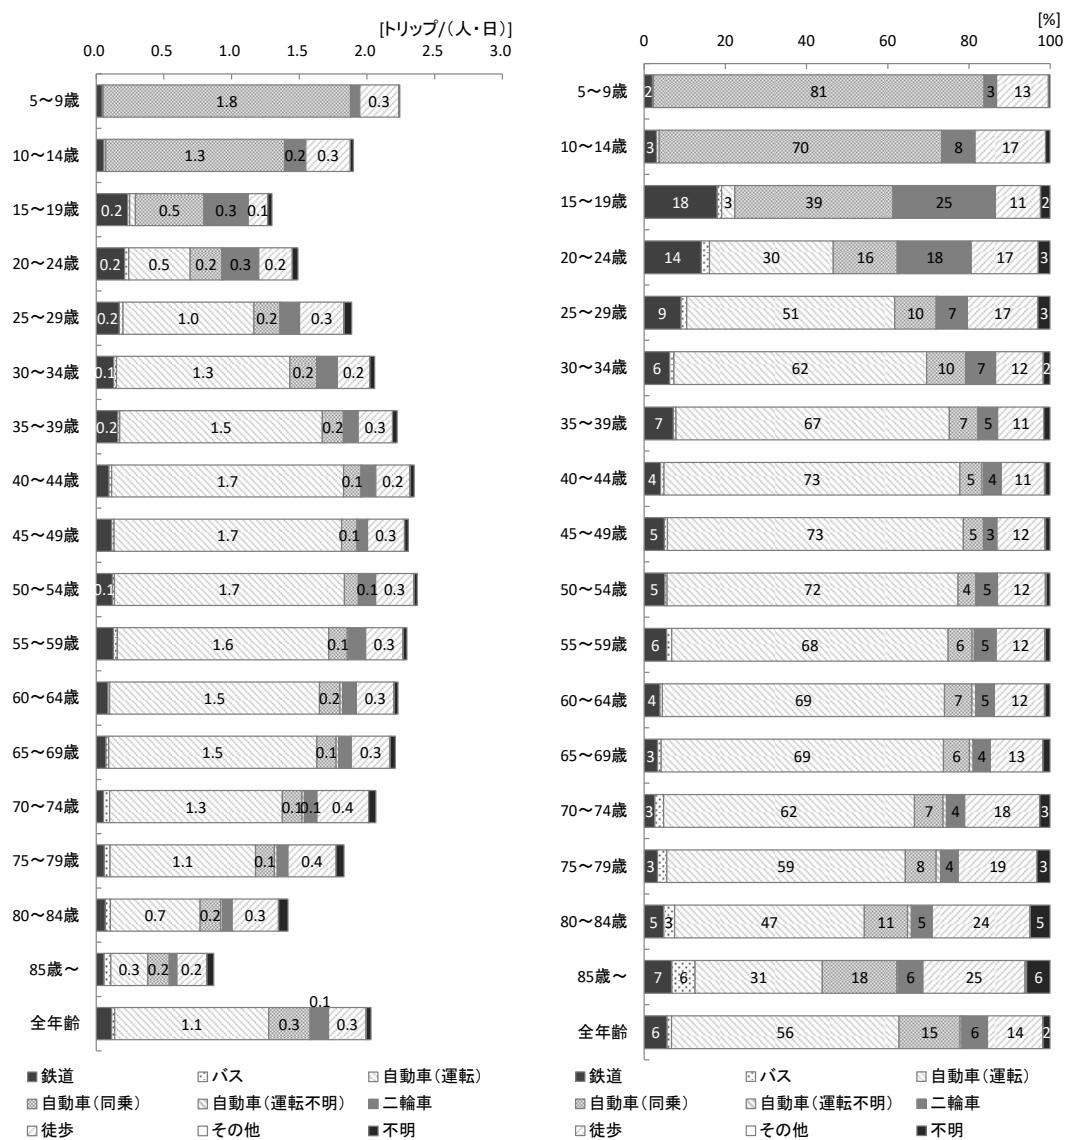 [トリップ/(人・日)]
0.0 0.5 1.0 1.5 2.0 2.5 3.0
5～9歳 1.8 0.3
10～14歳 1.3 0.2 0.3
15～19歳 0.2 0.5 0.3 0.1
20～24歳 0.2 0.5 0.2 0.3 0.2
25～29歳 0.2 1.0 0.2 0.3
30～34歳 0.1 1.3 0.2 0.2
35～39歳 0.2 1.5 0.2 0.3
40～44歳 1.7 0.1 0.2
45～49歳 1.7 0.1 0.3
50～54歳 0.1 1.7 0.1 0.3
55～59歳 1.6 0.1 0.3
60～64歳 1.5 0.2 0.3
65～69歳 1.5 0.1 0.3
70～74歳 1.3 0.1 0.1 0.4
75～79歳 1.1 0.1 0.4
80～84歳 0.7 0.2 0.3
85歳～ 0.3 0.2 0.2
0.1
全年齢 1.1 0.3 0.3
■鉄道 バス 自動車(運転)
自動車(同乗) 自動車(運転不明) ■二輪車
徒歩 □その他 ■不明
[%]
0 20 40 60 80 100
5～9歳 2 81 3 13
10～14歳 3 70 8 17
15～19歳 18 3 39 25 11 2
20～24歳 14 30 16 18 17 3
25～29歳 9 51 10 7 17 3
30～34歳 6 62 10 7 12 2
35～39歳 7 67 7 5 11
40～44歳 4 73 5 4 11
45～49歳 5 73 5 3 12
50～54歳 5 72 4 5 12
55～59歳 6 68 6 5 12
60～64歳 4 69 7 5 12
65～69歳 3 69 6 4 13
70～74歳 3 62 7 4 18 3
75～79歳 3 59 8 4 19 3
80～84歳 5 3 47 11 5 24 5
85歳～ 7 6 31 18 6 25 6
全年齢 6 56 15 6 14 2
■鉄道 バス 自動車(運転)
自動車(同乗) 自動車(運転不明) ■二輪車
徒歩 □その他 ■不明